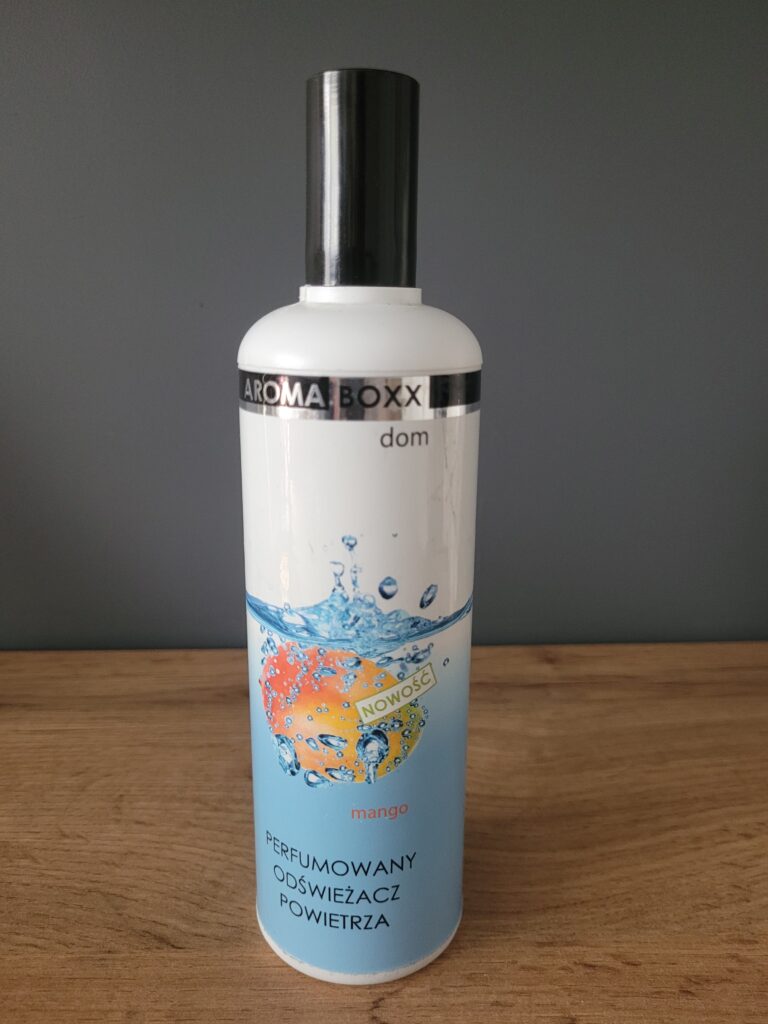 AROMA BOXX
dom
NOWOŚĆ
mango
PERFUMOWANY
ODŚWIEŻACZ
POWIETRZA